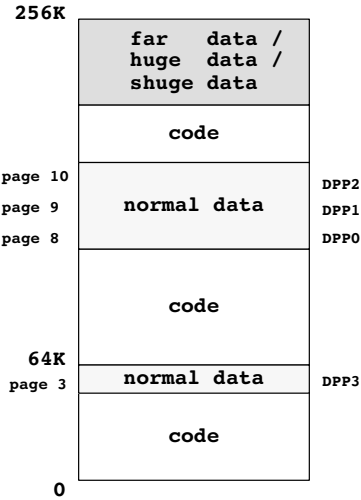 256K
far data /
huge data /
shuge data
code
page 10
DPP2
page 9
normal data
DPP1
page 8
DPP0
code
64K
page 3
normal data
DPP3
code
0